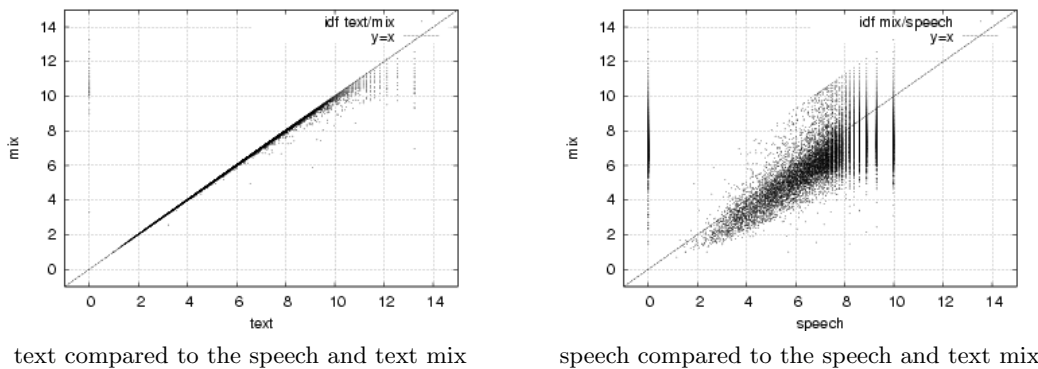 idf text/mix
y=x
mix
14
12
10
8
6
4
2
0
0 2 4 6 8 10 12 14
text
text compared to the speech and text mix
idf mix/speech
y=x
mix
14
12
10
8
6
4
2
0
0 2 4 6 8 10 12 14
speech
speech compared to the speech and text mix